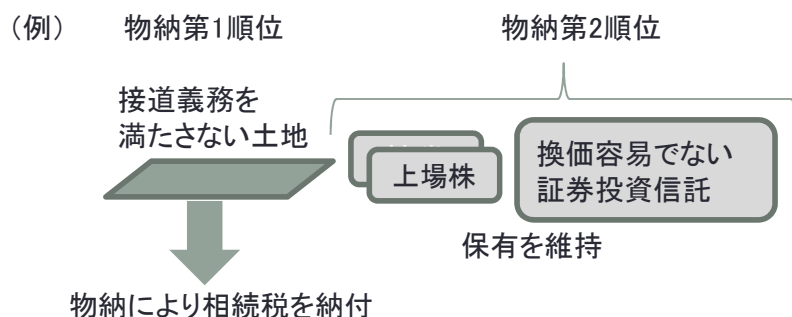 (例) 物納第1順位 物納第2順位
接道義務を
満たさない土地
上場株
換価容易でない
証券投資信託
保有を維持
物納により相続税を納付